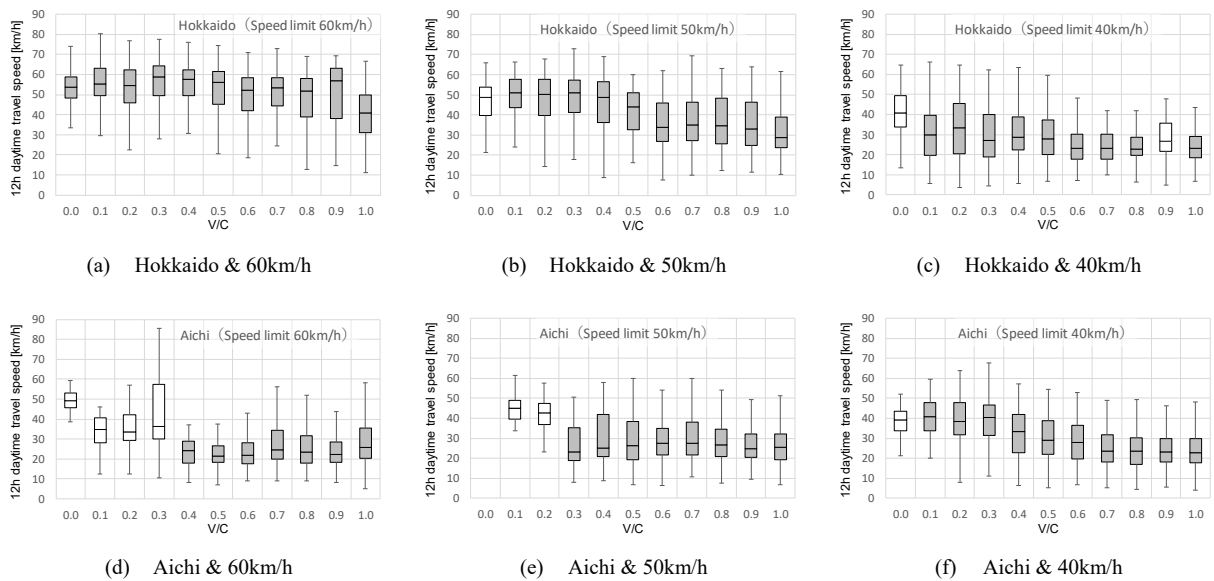 Hokkaido（Speed limit 60km/h）
12h daytime travel speed [km/h]
90
80
70
60
50
40
30
20
10
0
0.0 0.1 0.2 0.3 0.4 0.5 0.6 0.7 0.8 0.9 1.0
V/C
(a) Hokkaido & 60km/h
Hokkaido（Speed limit 50km/h）
12h daytime travel speed [km/h]
90
80
70
60
50
40
30
20
10
0
0.0 0.1 0.2 0.3 0.4 0.5 0.6 0.7 0.8 0.9 1.0
V/C
(b) Hokkaido & 50km/h
Hokkaido（Speed limit 40km/h）
12h daytime travel speed [km/h]
90
80
70
60
50
40
30
20
10
0
0.0 0.1 0.2 0.3 0.4 0.5 0.6 0.7 0.8 0.9 1.0
V/C
(c) Hokkaido & 40km/h
Aichi（Speed limit 60km/h）
12h daytime travel speed [km/h]
90
80
70
60
50
40
30
20
10
0
0.0 0.1 0.2 0.3 0.4 0.5 0.6 0.7 0.8 0.9 1.0
V/C
(d) Aichi & 60km/h
Aichi（Speed limit 50km/h）
12h daytime travel speed [km/h]
90
80
70
60
50
40
30
20
10
0
0.0 0.1 0.2 0.3 0.4 0.5 0.6 0.7 0.8 0.9 1.0
V/C
(e) Aichi & 50km/h
Aichi（Speed limit 40km/h）
12h daytime travel speed [km/h]
90
80
70
60
50
40
30
20
10
0
0.0 0.1 0.2 0.3 0.4 0.5 0.6 0.7 0.8 0.9 1.0
V/C
(f) Aichi & 40km/h